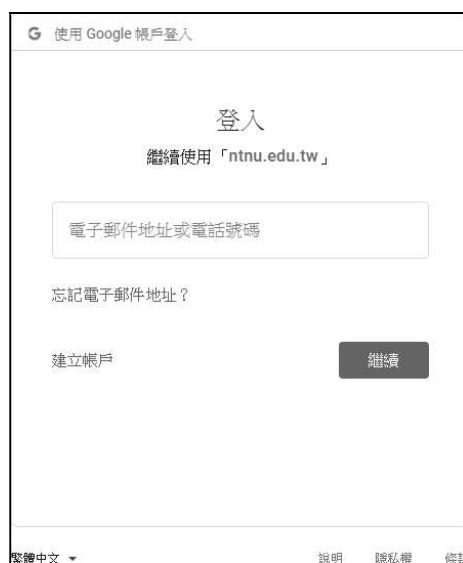 G 使用 Google 帳戶登入
登入
繼續使用「ntnu.edu.tw」
電子郵件地址或電話號碼
忘記電子郵件地址？
建立帳戶 繼續
繁體中文 說明 隱私權 條款